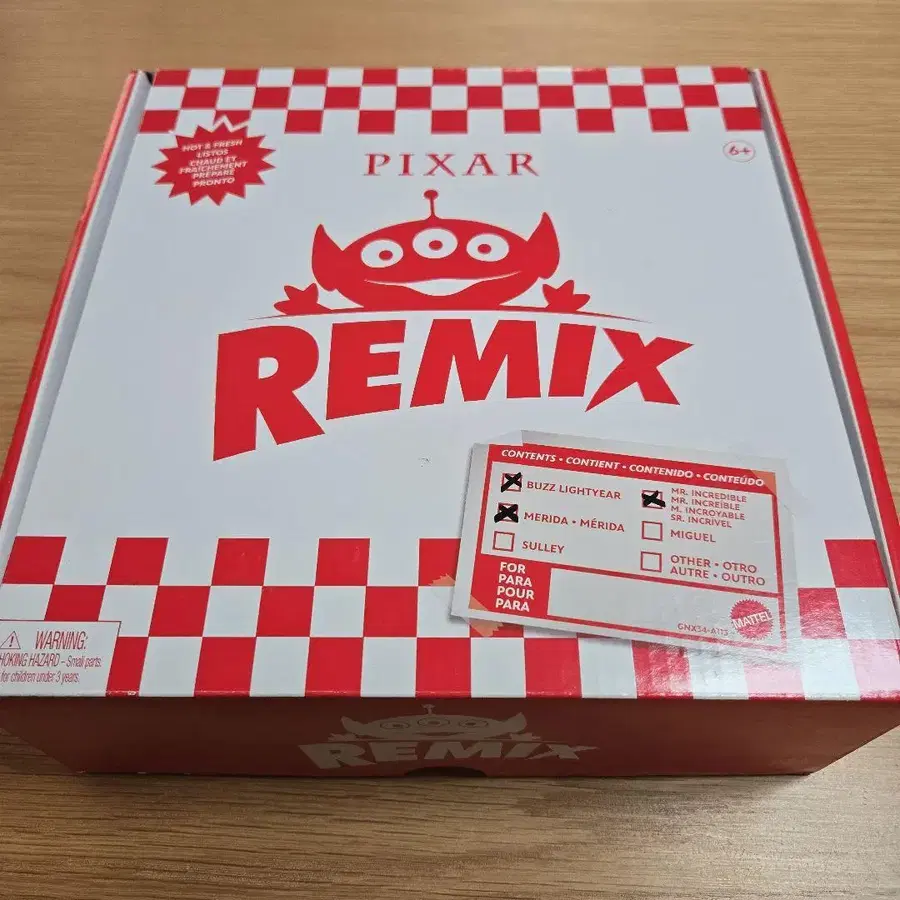 HOT & FRESH
LISTOS
CHAUD ET
FRAÎCHEMENT
PRÉPARÉ
PRONTO
PIXAR
6+
REMIX
CONTENTS • CONTIENT • CONTENIDO • CONTEÚDO
BUZZ LIGHTYEAR
MERIDA • MÉRIDA
SULLEY
MR. INCREDIBLE
MR. INCREÍBLE
M. INCROYABLE
SR. INCRÍVEL
MIGUEL
OTHER • OTRO
AUTRE • OUTRO
FOR
PARA
POUR
PARA
GNX34-A113
MATTEL
WARNING:
HOKING HAZARD – Small parts
for children under 3 years.
REMIX